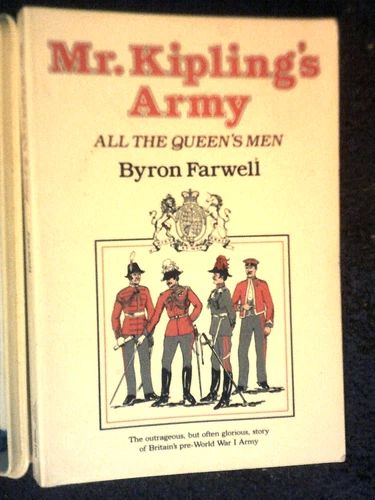 Mr. Kipling's
Army
ALL THE QUEEN'S MEN
Byron Farwell
The outrageous, but often glorious, story
of Britain's pre-World War I Army